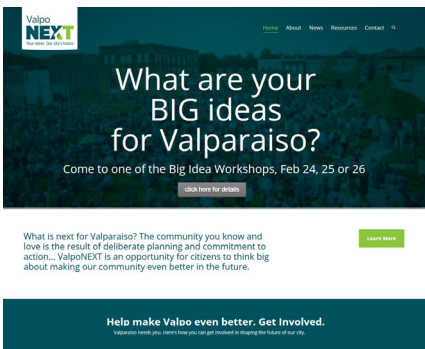 Valpo
NEXT
Your ideas. Our city's future.
Home About News Resources Contact
What are your
BIG ideas
for Valparaiso?
Come to one of the Big Idea Workshops, Feb 24, 25 or 26
click here for details
What is next for Valparaiso? The community you know and
love is the result of deliberate planning and commitment to
action... ValpoNEXT is an opportunity for citizens to think big
about making our community even better in the future.
Learn More
Help make Valpo even better. Get Involved.
Valparaiso needs you. Here's how you can get involved in shaping the future of our city.